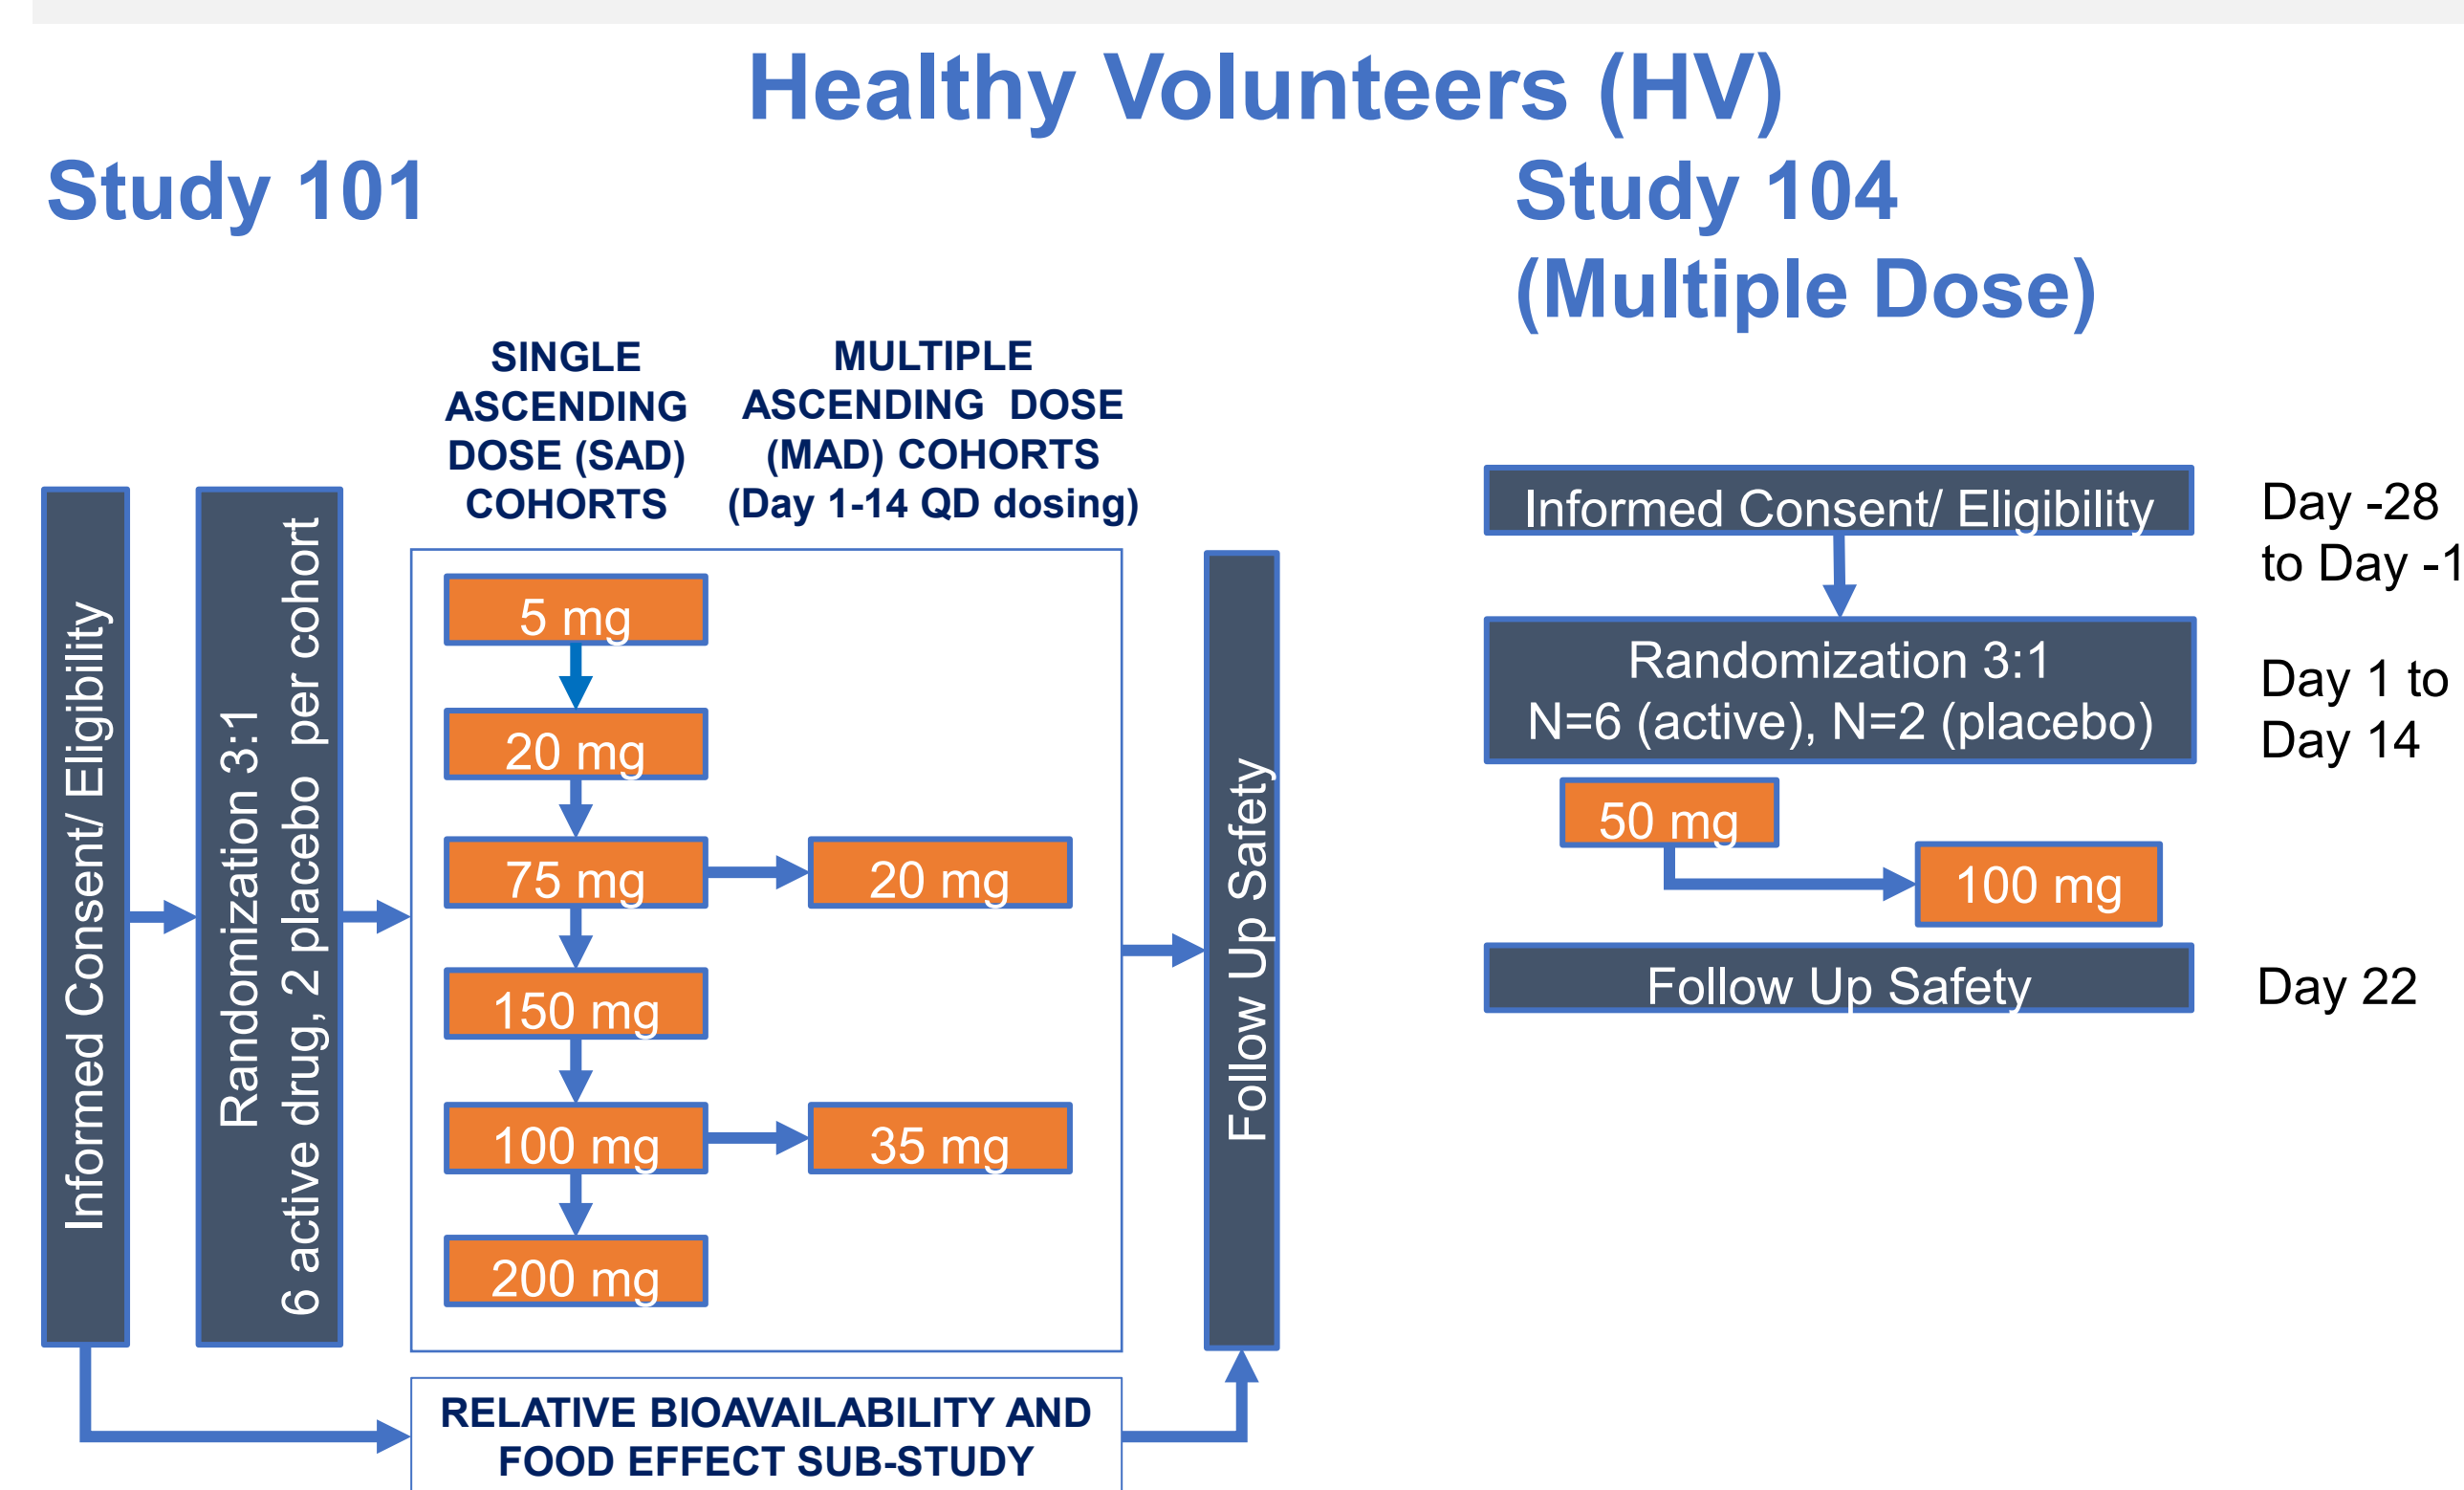 Healthy Volunteers (HV)
Study 101
SINGLE
ASCENDING
DOSE (SAD)
COHORTS
MULTIPLE
ASCENDING DOSE
(MAD) COHORTS
(Day 1-14 QD dosing)
Informed Consent/ Eligibility
Randomization 3:1
6 active drug, 2 placebo per cohort
5 mg
20 mg
75 mg
20 mg
150 mg
100 mg
35 mg
200 mg
Follow Up Safety
RELATIVE BIOAVAILABILITY AND
FOOD EFFECT SUB-STUDY
Study 104
(Multiple Dose)
Informed Consent/ Eligibility
Day -28
to Day -1
Randomization 3:1
N=6 (active), N=2 (placebo)
Day 1 to
Day 14
50 mg
100 mg
Follow Up Safety
Day 22